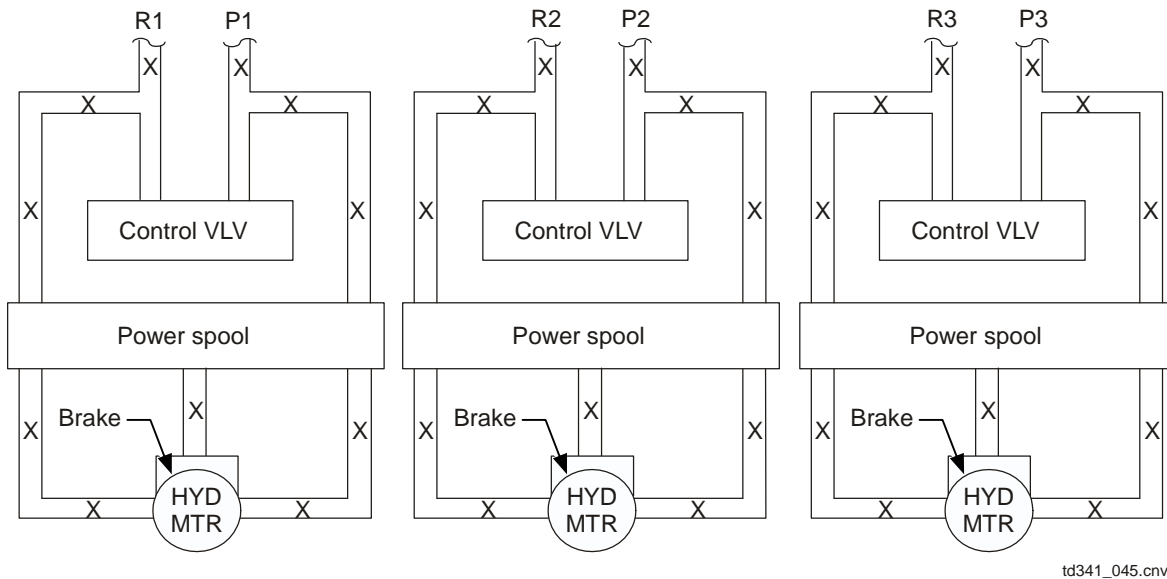 R1 P1 R2 P2 R3 P3
X X X X X X
X X X X X X
X X X X X X
Control VLV Control VLV Control VLV
Power spool Power spool Power spool
Brake X Brake X Brake X
X X X X X X
HYD HYD HYD
MTR MTR MTR
X X X X X X
td341_045.cnv